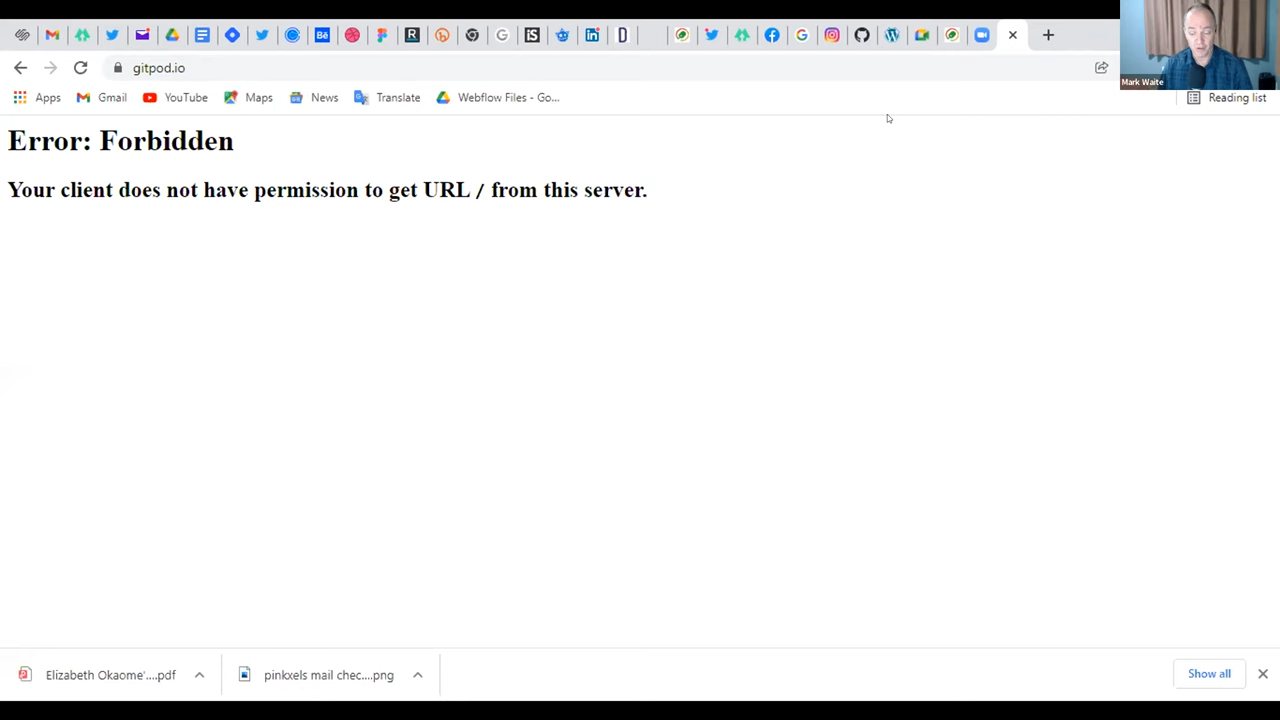 gitpod.io
Mark Waite
Apps Gmail YouTube Maps News Translate Webflow Files - Go... Reading list
Error: Forbidden
Your client does not have permission to get URL / from this server.
Elizabeth Okaome'....pdf pinkxels mail chec....png Show all